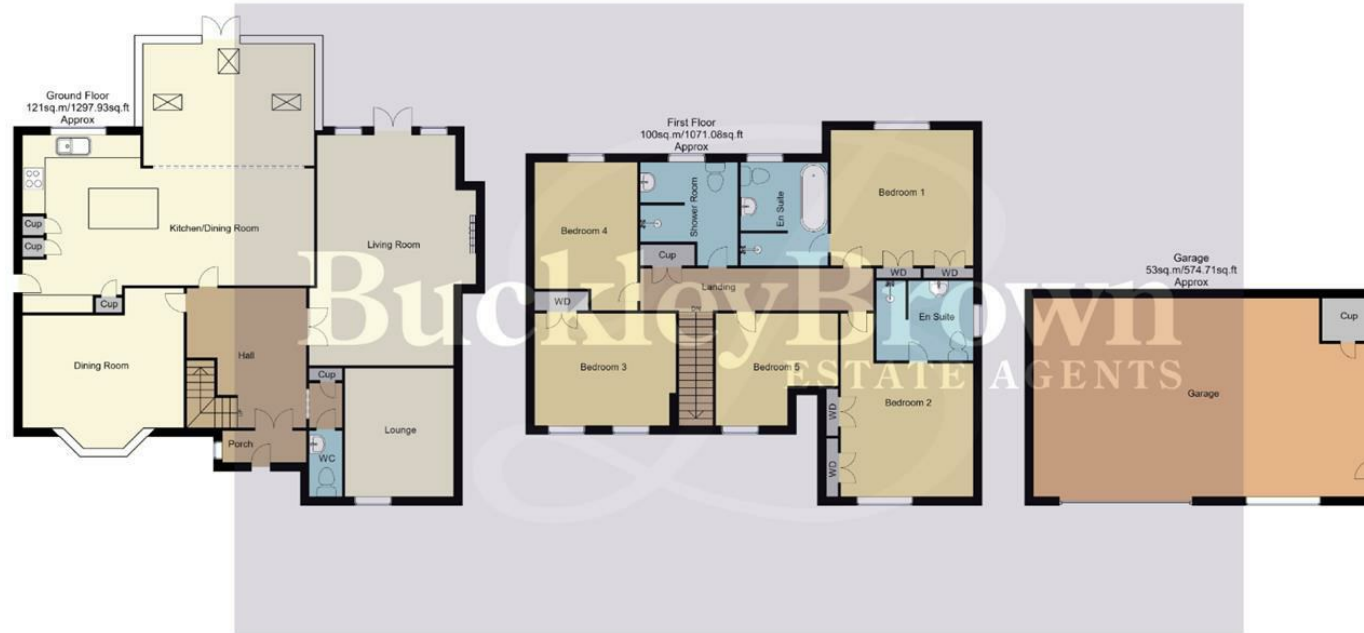 Ground Floor
121sq.m/1297.93sq.ft
Approx
Cup
Cup
Kitchen/Dining Room
Cup
Living Room
Dining Room
Hall
Cup
Lounge
Porch
WC
First Floor
100sq.m/1071.08sq.ft
Approx
Bedroom 4
Shower Room
En Suite
Bedroom 1
Cup
WD
WD
Landing
DN
WD
En Suite
Bedroom 3
Bedroom 5
Bedroom 2
WD
WD
Garage
53sq.m/574.71sq.ft
Approx
Cup
Garage
BuckleyBrown
ESTATE AGENTS